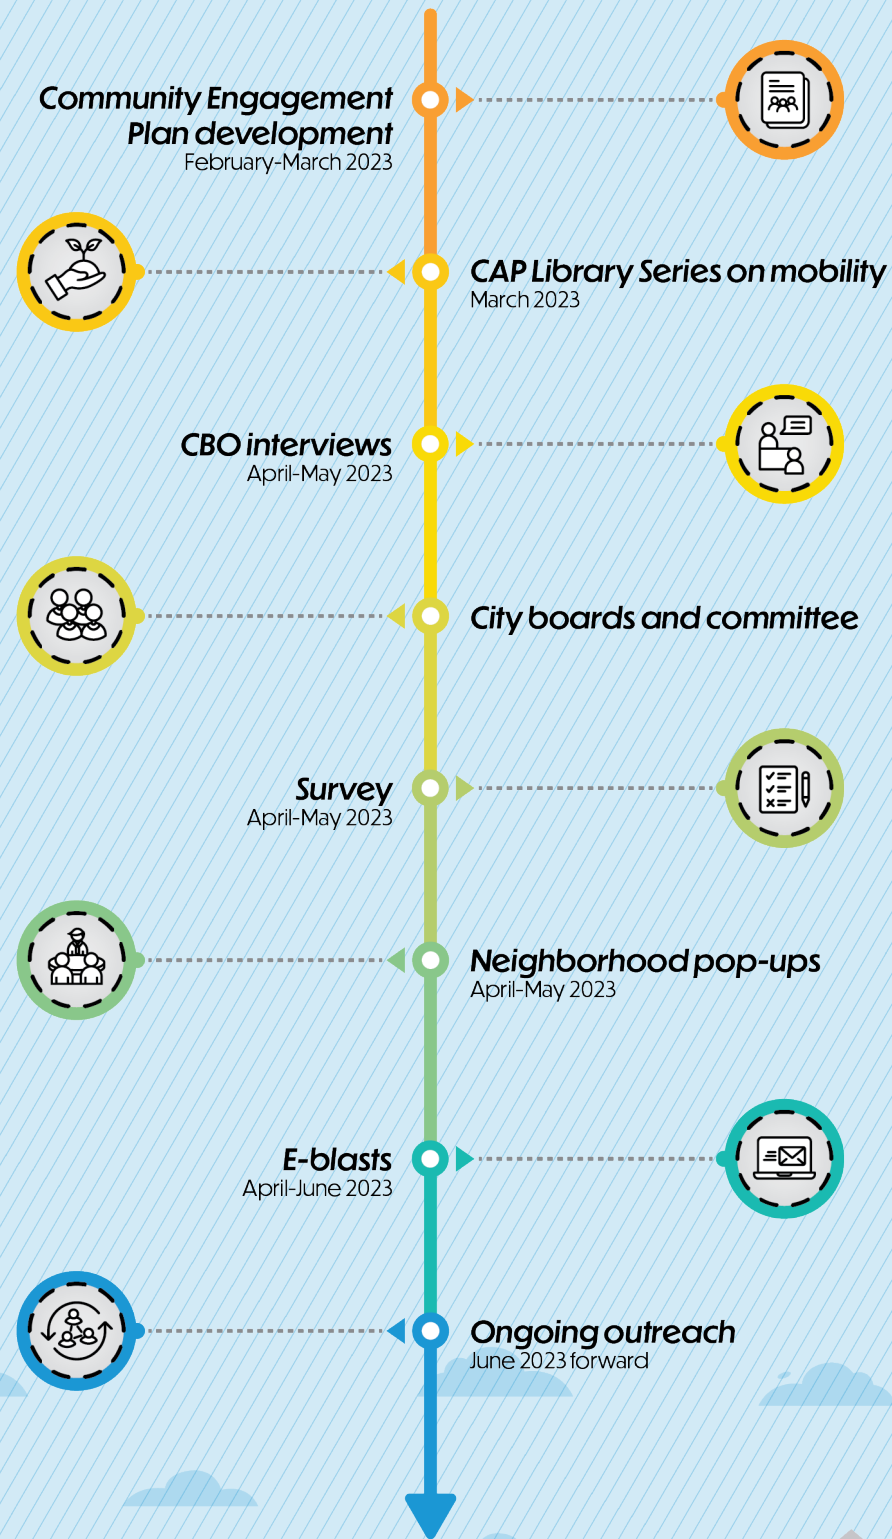 Community Engagement
Plan development
February-March 2023
CAP Library Series on mobility
March 2023
CBO interviews
April-May 2023
City boards and committee
Survey
April-May 2023
Neighborhood pop-ups
April-May 2023
E-blasts
April-June 2023
Ongoing outreach
June 2023 forward